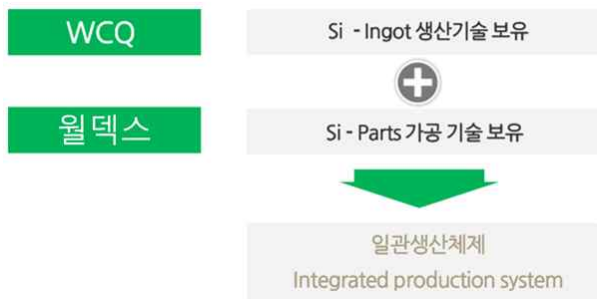 WCQ
Si - Ingot 생산기술 보유
월덱스
Si - Parts 가공 기술 보유
일관생산체제
Integrated production system